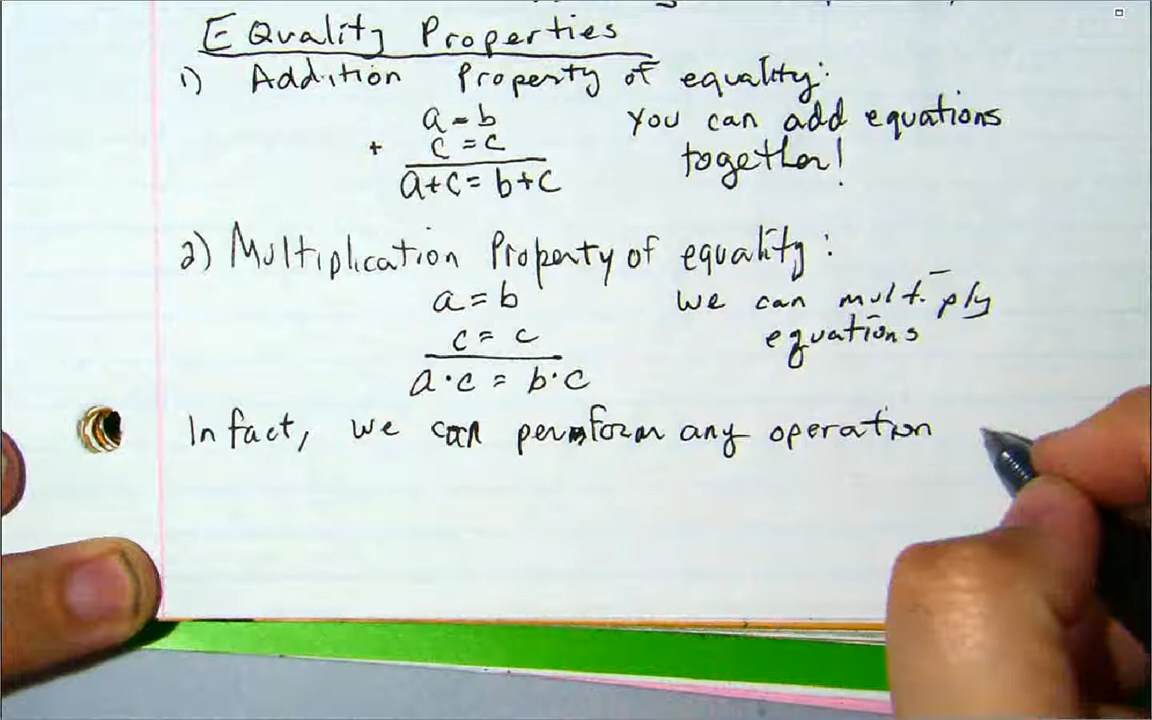 Equality Properties
1) Addition Property of equality:
a = b You can add equations
+ c = c together!
a+c = b+c
2) Multiplication Property of equality:
a = b we can multiply
c = c equations
a·c = b·c
In fact, we can perform any operation